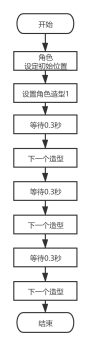 开始
角色
设定初始位置
设置角色造型1
等待0.3秒
下一个造型
等待0.3秒
下一个造型
等待0.3秒
下一个造型
结束